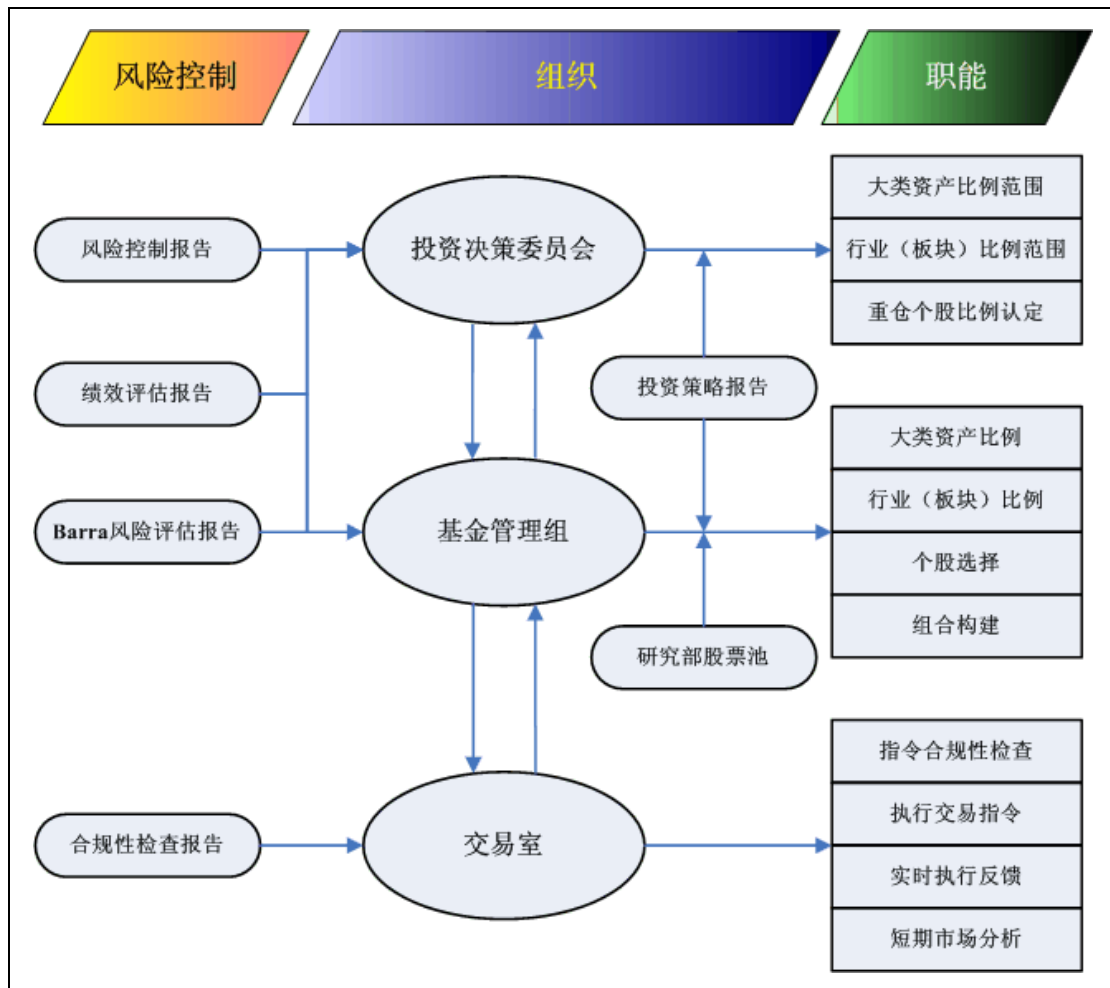 风险控制
组织
职能
风险控制报告
绩效评估报告
Barra风险评估报告
合规性检查报告
投资决策委员会
基金管理组
交易室
投资策略报告
研究部股票池
大类资产比例范围
行业（板块）比例范围
重仓个股比例认定
大类资产比例
行业（板块）比例
个股选择
组合构建
指令合规性检查
执行交易指令
实时执行反馈
短期市场分析